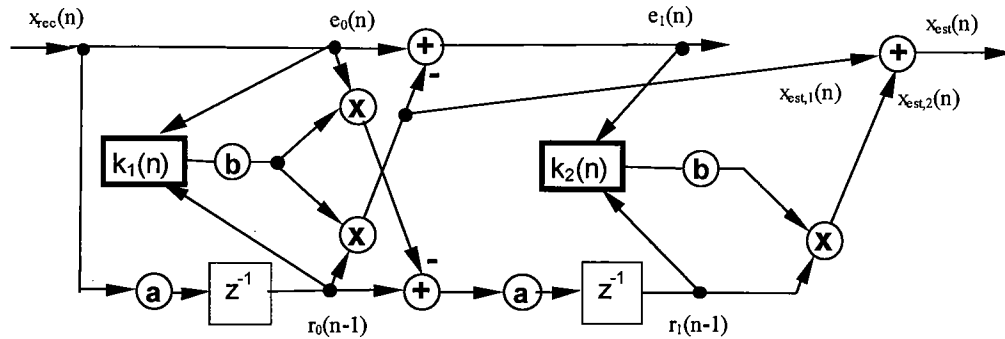 x_rec(n) e_0(n) e_1(n) x_est(n)
+ +
- x_est,1(n) x_est,2(n)
x
k_1(n) b k_2(n) b
x x
-
a z^-1 + a z^-1
r_0(n-1) r_1(n-1)